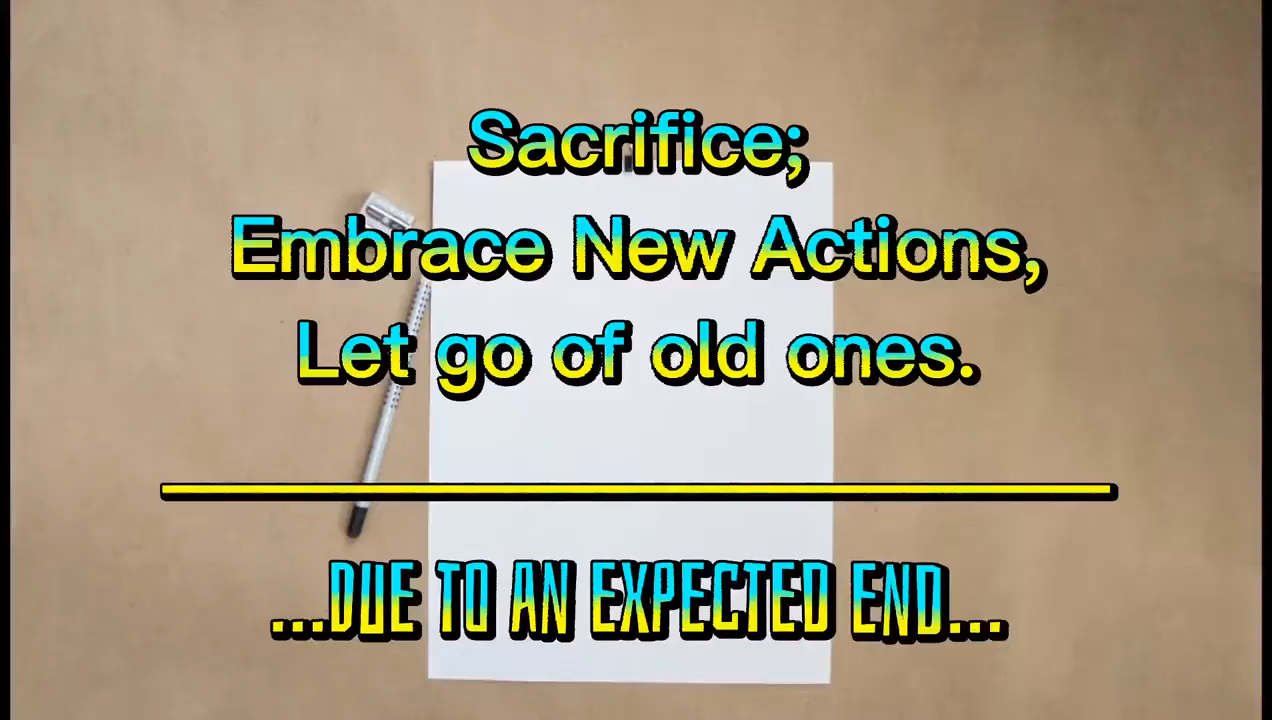 Sacrifice;
Embrace New Actions,
Let go of old ones.
...DUE TO AN EXPECTED END...